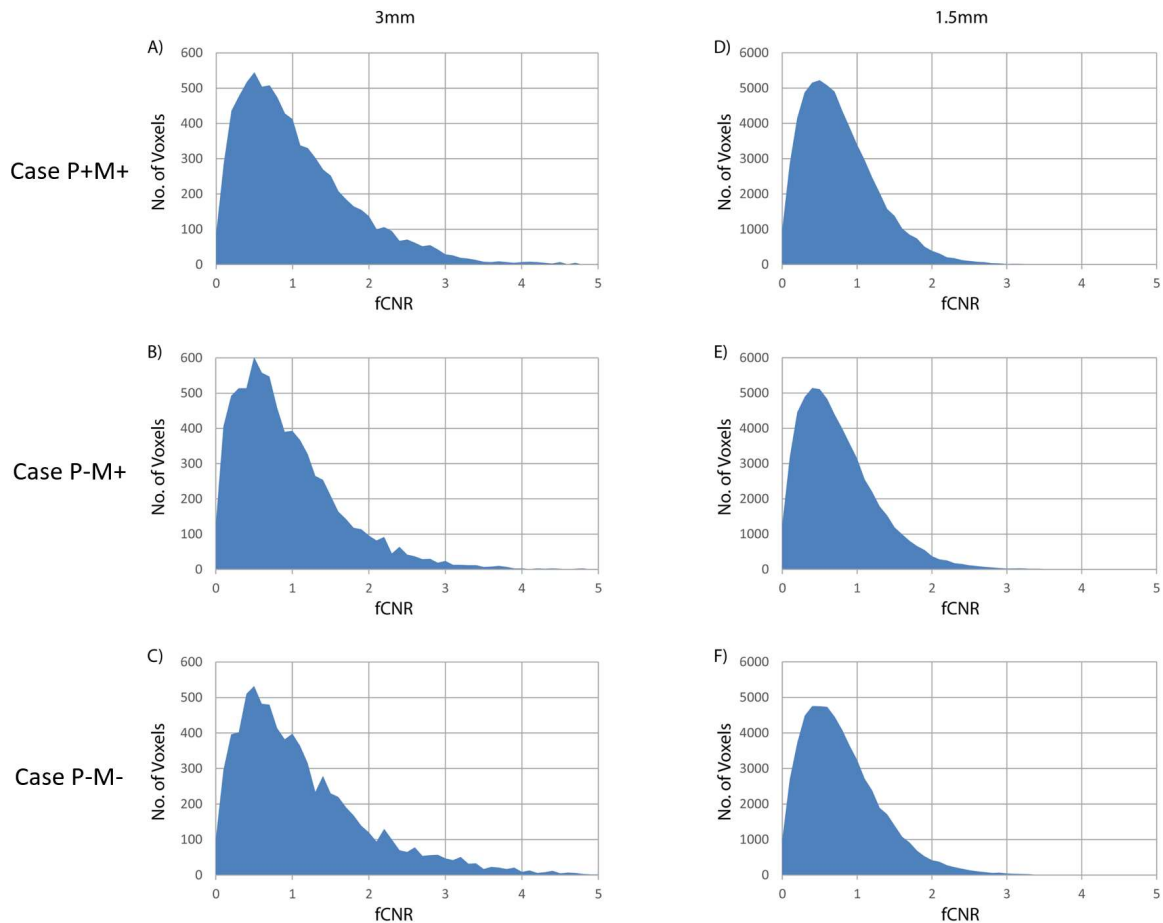 3mm
1.5mm
Case P+M+
A)
No. of Voxels
600
500
400
300
200
100
0
0 1 2 3 4 5
fCNR
D)
No. of Voxels
6000
5000
4000
3000
2000
1000
0
0 1 2 3 4 5
fCNR
Case P-M+
B)
No. of Voxels
600
500
400
300
200
100
0
0 1 2 3 4 5
fCNR
E)
No. of Voxels
6000
5000
4000
3000
2000
1000
0
0 1 2 3 4 5
fCNR
Case P-M-
C)
No. of Voxels
600
500
400
300
200
100
0
0 1 2 3 4 5
fCNR
F)
No. of Voxels
6000
5000
4000
3000
2000
1000
0
0 1 2 3 4 5
fCNR